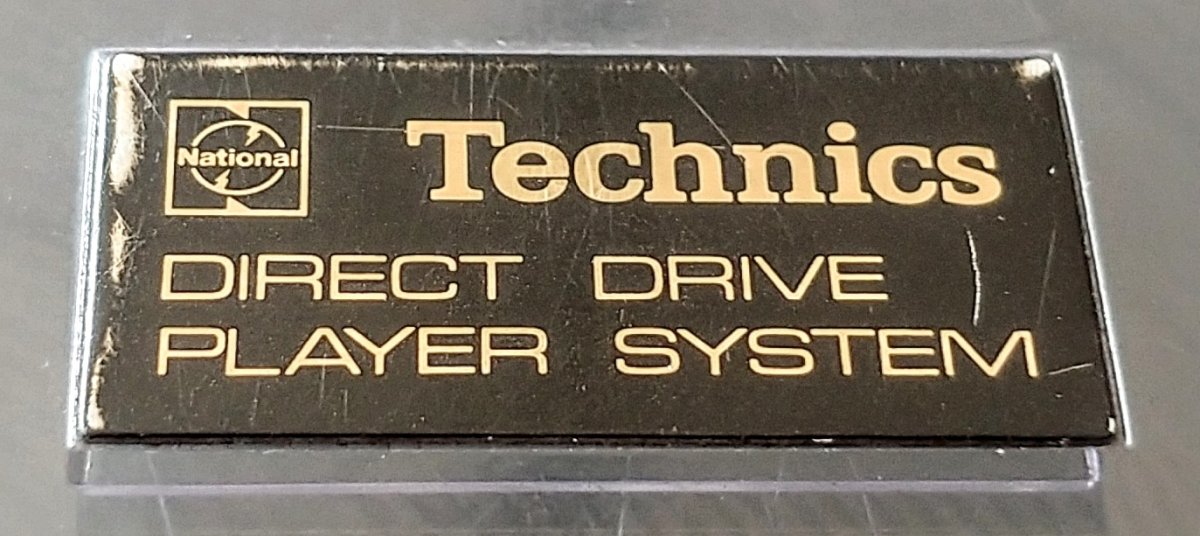 National
Technics
DIRECT DRIVE
PLAYER SYSTEM